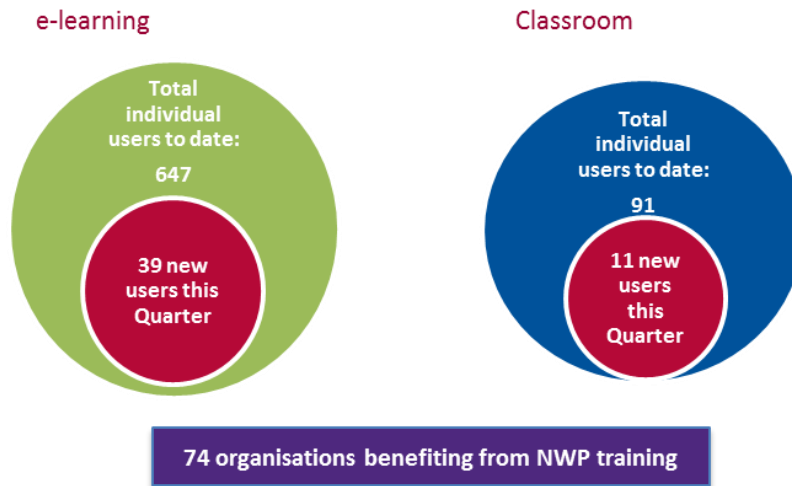 e-learning
Classroom
Total
individual
users to date:
647
39 new
users this
Quarter
Total
individual
users to date:
91
11 new
users
this
Quarter
74 organisations benefiting from NWP training